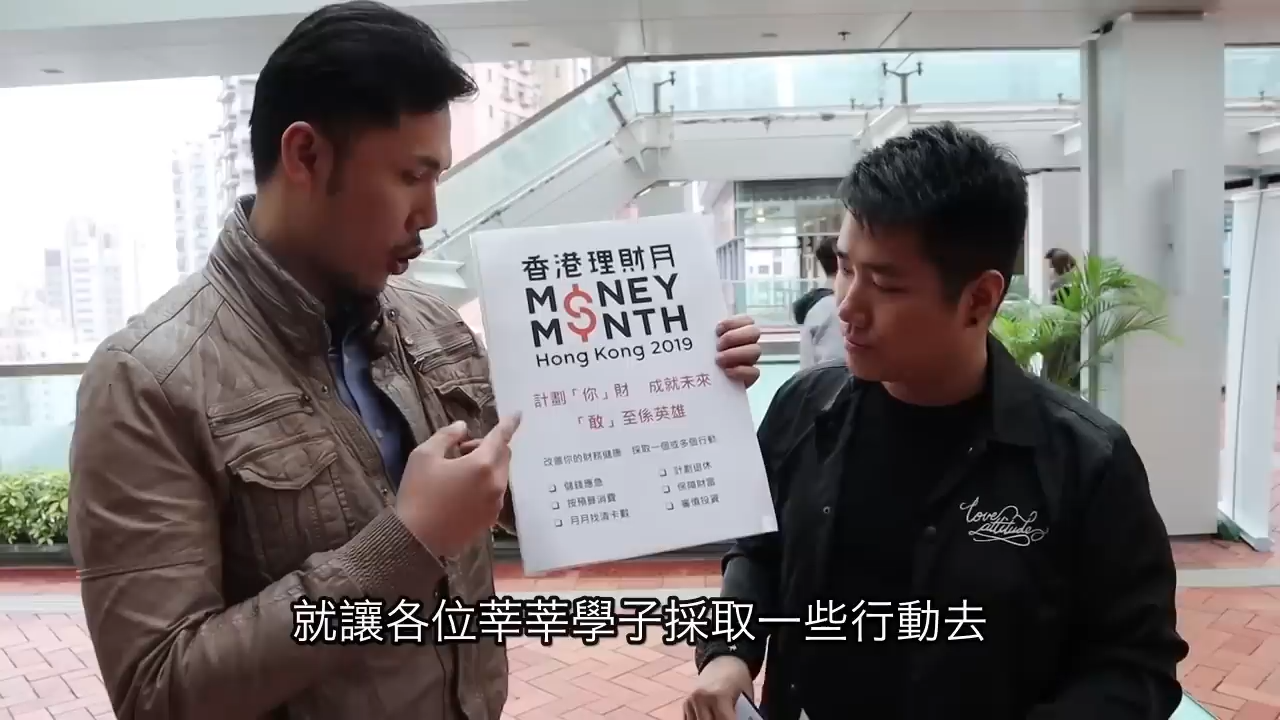 香港理財月
MONEY
MONTH
Hong Kong 2019
計劃「你」財 成就未來
「敢」至係英雄
改善你的財務健康 採取一個或多個行動
儲錢應急
按預算消費
月月找清卡數
計劃退休
保障財富
審慎投資
Love
attitude
就讓各位莘莘學子採取一些行動去